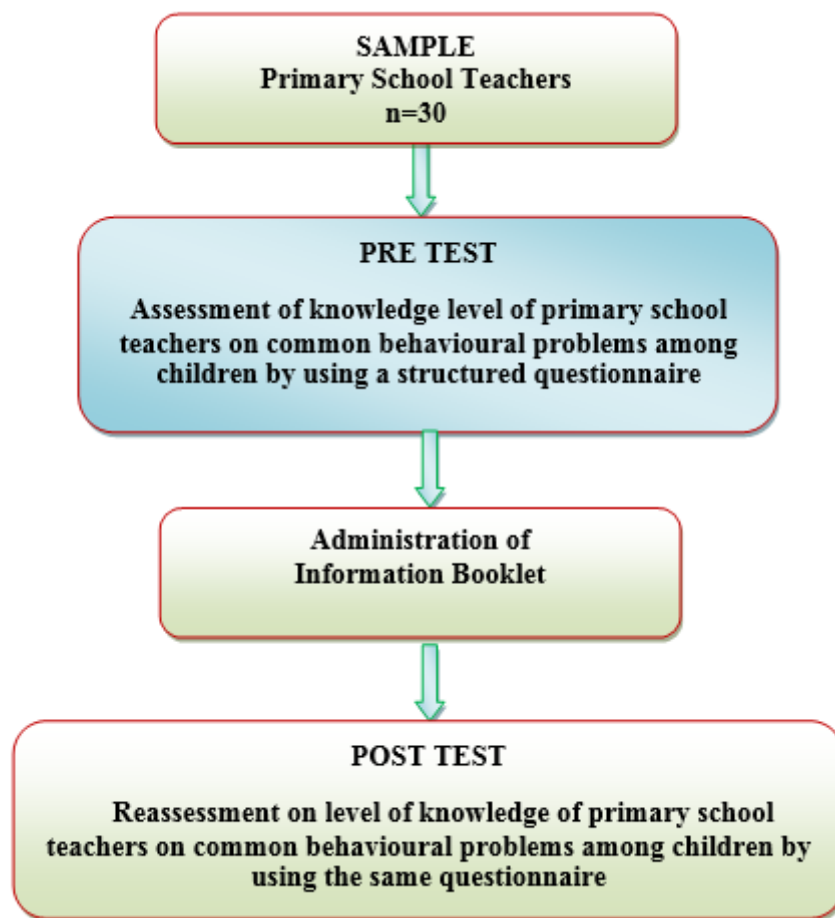 SAMPLE
Primary School Teachers
n=30
PRE TEST
Assessment of knowledge level of primary school
teachers on common behavioural problems among
children by using a structured questionnaire
Administration of
Information Booklet
POST TEST
Reassessment on level of knowledge of primary school
teachers on common behavioural problems among children by
using the same questionnaire